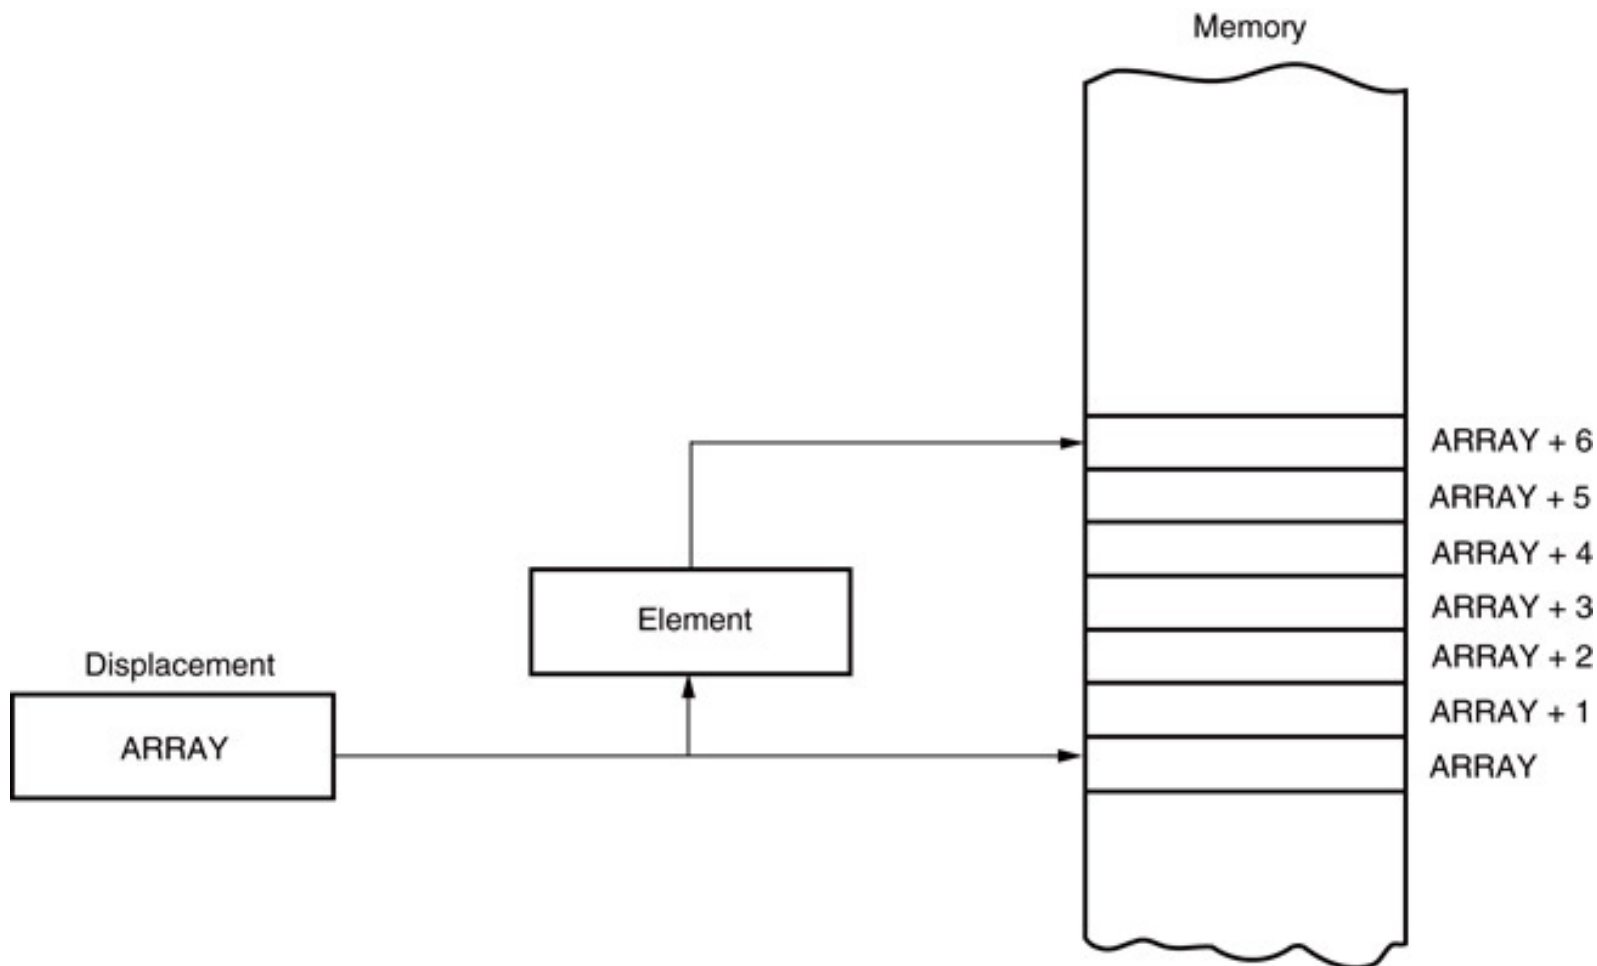 Memory
ARRAY + 6
ARRAY + 5
ARRAY + 4
Element
ARRAY + 3
Displacement
ARRAY + 2
ARRAY + 1
ARRAY
ARRAY